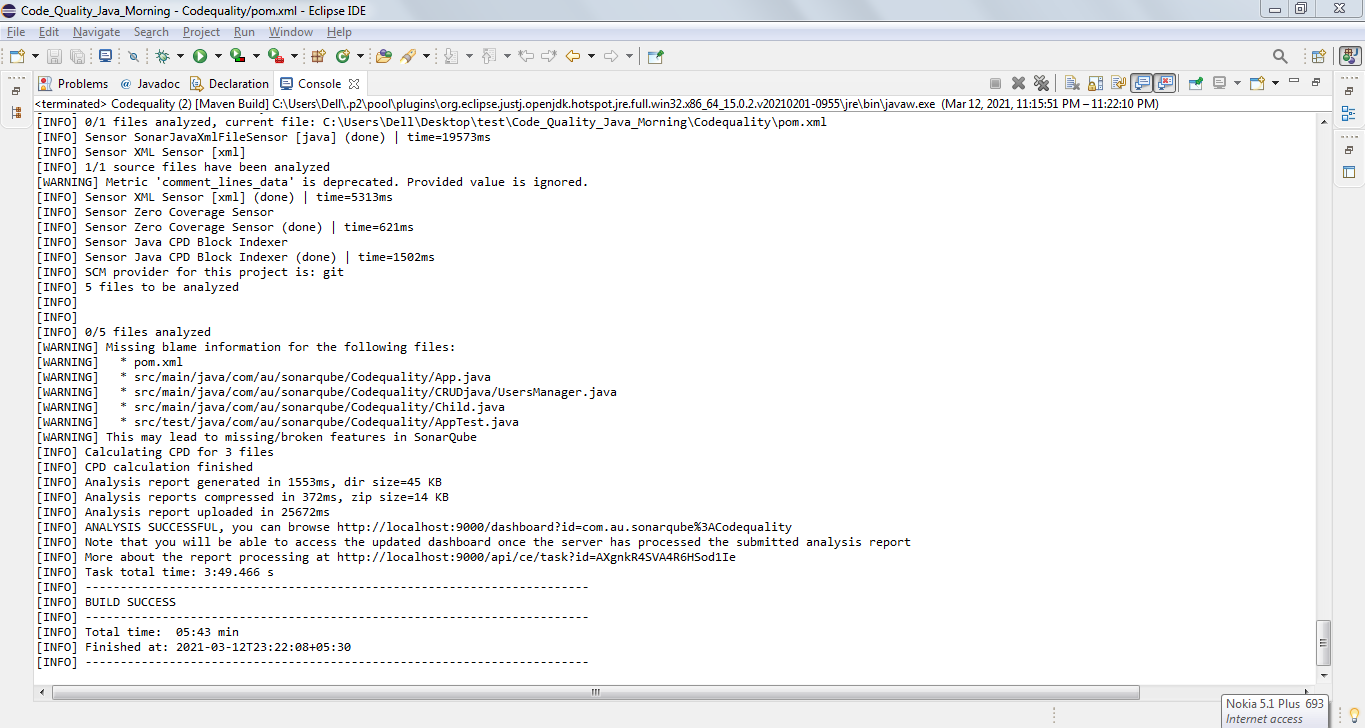 Code_Quality_Java_Morning - Codequality/pom.xml - Eclipse IDE
File Edit Navigate Search Project Run Window Help
Problems @ Javadoc Declaration Console
<terminated> Codequality (2) [Maven Build] C:\Users\Dell\.p2\pool\plugins\org.eclipse.justj.openjdk.hotspot.jre.full.win32.x86_64_15.0.2.v20210201-0955\jre\bin\javaw.exe (Mar 12, 2021, 11:15:51 PM – 11:22:10 PM)
[INFO] 0/1 files analyzed, current file: C:\Users\Dell\Desktop\test\Code_Quality_Java_Morning\Codequality\pom.xml
[INFO] Sensor SonarJavaXmlFileSensor [java] (done) | time=19573ms
[INFO] Sensor XML Sensor [xml]
[INFO] 1/1 source files have been analyzed
[WARNING] Metric 'comment_lines_data' is deprecated. Provided value is ignored.
[INFO] Sensor XML Sensor [xml] (done) | time=5313ms
[INFO] Sensor Zero Coverage Sensor
[INFO] Sensor Zero Coverage Sensor (done) | time=621ms
[INFO] Sensor Java CPD Block Indexer
[INFO] Sensor Java CPD Block Indexer (done) | time=1502ms
[INFO] SCM provider for this project is: git
[INFO] 5 files to be analyzed
[INFO]
[INFO]
[INFO] 0/5 files analyzed
[WARNING] Missing blame information for the following files:
[WARNING]   * pom.xml
[WARNING]   * src/main/java/com/au/sonarqube/Codequality/App.java
[WARNING]   * src/main/java/com/au/sonarqube/Codequality/CRUDjava/UsersManager.java
[WARNING]   * src/main/java/com/au/sonarqube/Codequality/Child.java
[WARNING]   * src/test/java/com/au/sonarqube/Codequality/AppTest.java
[WARNING] This may lead to missing/broken features in SonarQube
[INFO] Calculating CPD for 3 files
[INFO] CPD calculation finished
[INFO] Analysis report generated in 1553ms, dir size=45 KB
[INFO] Analysis reports compressed in 372ms, zip size=14 KB
[INFO] Analysis report uploaded in 25672ms
[INFO] ANALYSIS SUCCESSFUL, you can browse http://localhost:9000/dashboard?id=com.au.sonarqube%3ACodequality
[INFO] Note that you will be able to access the updated dashboard once the server has processed the submitted analysis report
[INFO] More about the report processing at http://localhost:9000/api/ce/task?id=AXgnkR4SVA4R6HSod1Ie
[INFO] Task total time: 3:49.466 s
[INFO] ------------------------------------------------------------------------
[INFO] BUILD SUCCESS
[INFO] ------------------------------------------------------------------------
[INFO] Total time:  05:43 min
[INFO] Finished at: 2021-03-12T23:22:08+05:30
[INFO] ------------------------------------------------------------------------
Nokia 5.1 Plus 693
Internet access